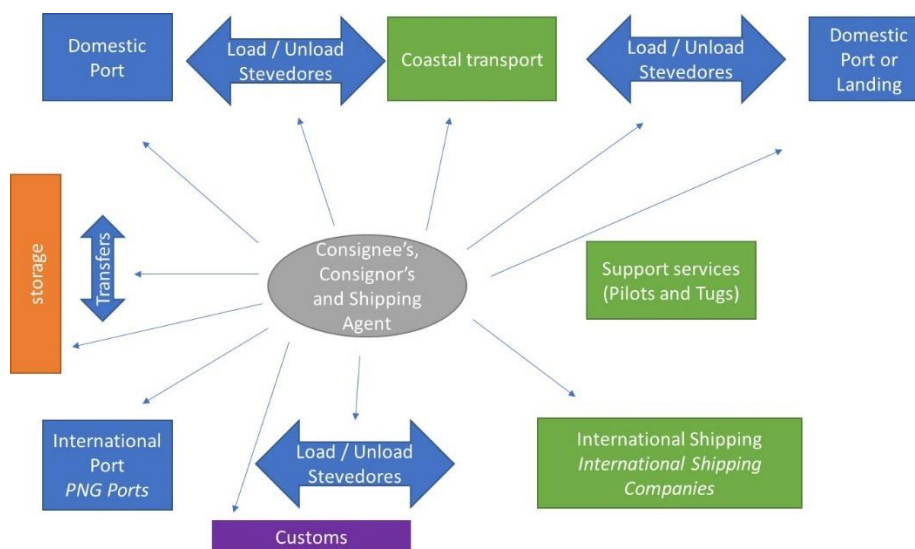 Domestic
Port
Load / Unload
Stevedores
Coastal transport
Load / Unload
Stevedores
Domestic
Port or
Landing
storage
Transfers
Consignee's,
Consignor's
and Shipping
Agent
Support services
(Pilots and Tugs)
International
Port
PNG Ports
Load / Unload
Stevedores
International Shipping
International Shipping
Companies
Customs